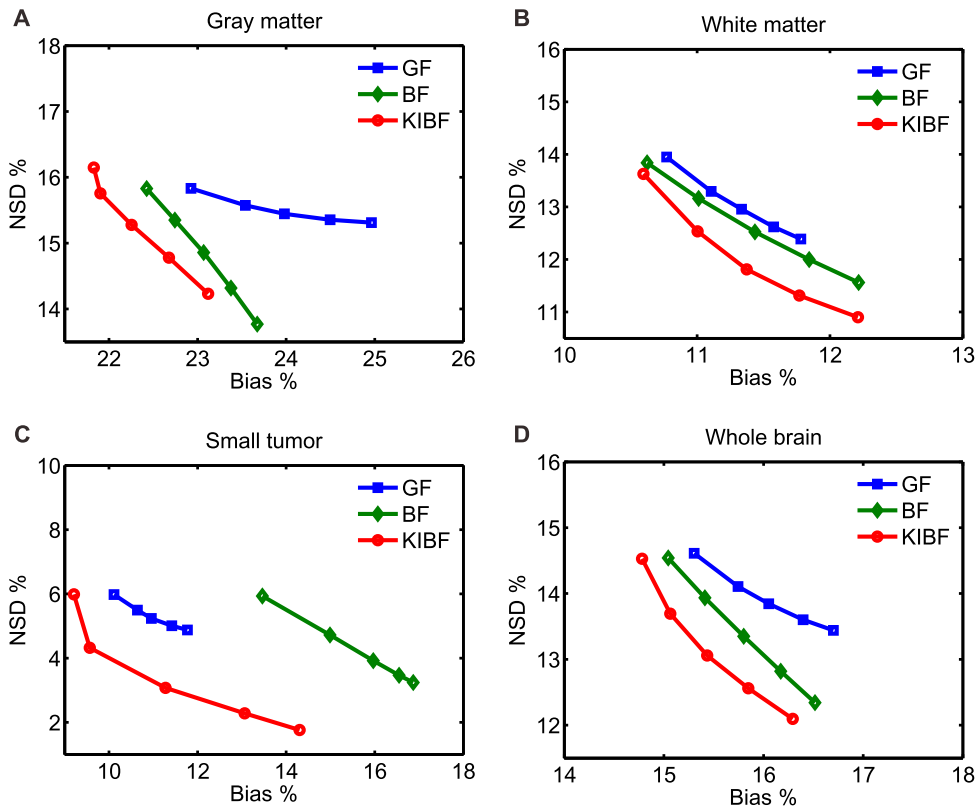 A
Gray matter
18
17
16
15
14
NSD %
22
23
24
25
26
Bias %
GF
BF
KIBF
B
White matter
16
15
14
13
12
11
NSD %
10
11
12
13
Bias %
GF
BF
KIBF
C
Small tumor
10
8
6
4
2
NSD %
10
12
14
16
18
Bias %
GF
BF
KIBF
D
Whole brain
16
15
14
13
12
NSD %
14
15
16
17
18
Bias %
GF
BF
KIBF